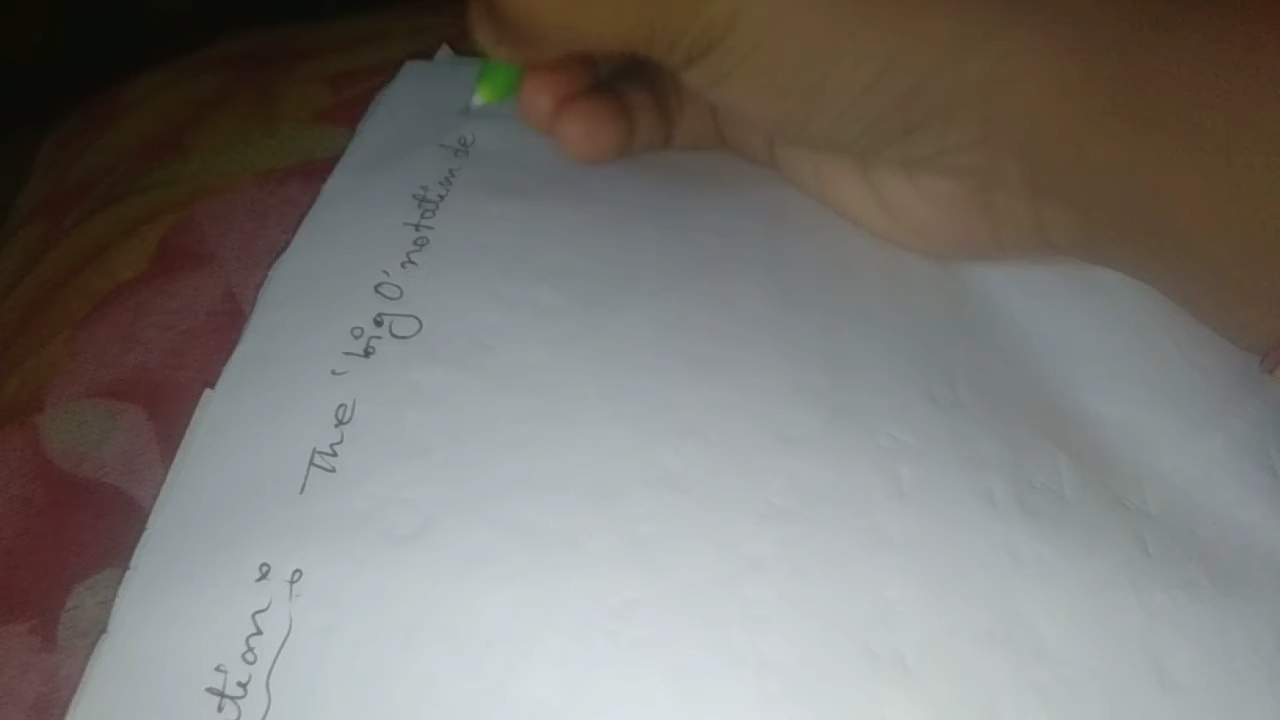 tion :- The 'big O' notation de